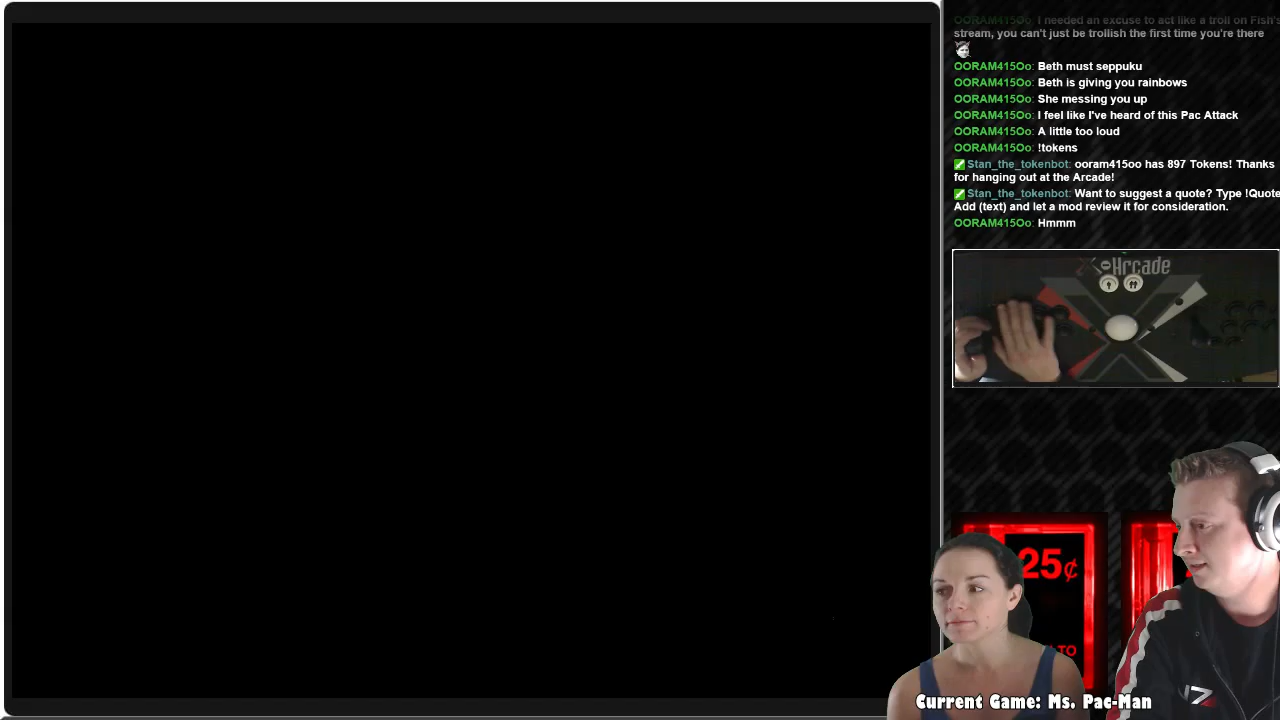 OORAM415Oo: I needed an excuse to act like a troll on Fish's
stream, you can't just be trollish the first time you're there
OORAM415Oo: Beth must seppuku
OORAM415Oo: Beth is giving you rainbows
OORAM415Oo: She messing you up
OORAM415Oo: I feel like I've heard of this Pac Attack
OORAM415Oo: A little too loud
OORAM415Oo: !tokens
Stan_the_tokenbot: ooram415oo has 897 Tokens! Thanks
for hanging out at the Arcade!
Stan_the_tokenbot: Want to suggest a quote? Type !Quote
Add (text) and let a mod review it for consideration.
OORAM415Oo: Hmmm
Arcade
25¢
TO
N7
Current Game: Ms. Pac-Man